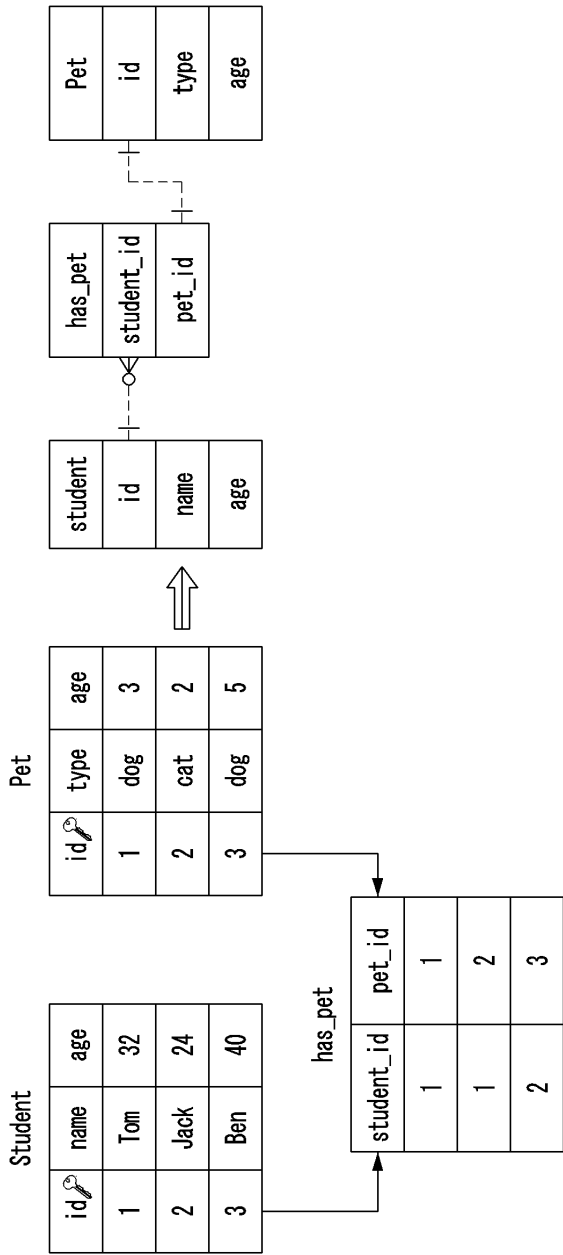 Student
id name age
1 Tom 32
2 Jack 24
3 Ben 40
Pet
id type age
1 dog 3
2 cat 2
3 dog 5
has_pet
student_id pet_id
1 1
1 2
2 3
student
id
name
age
has_pet
student_id
pet_id
Pet
id
type
age